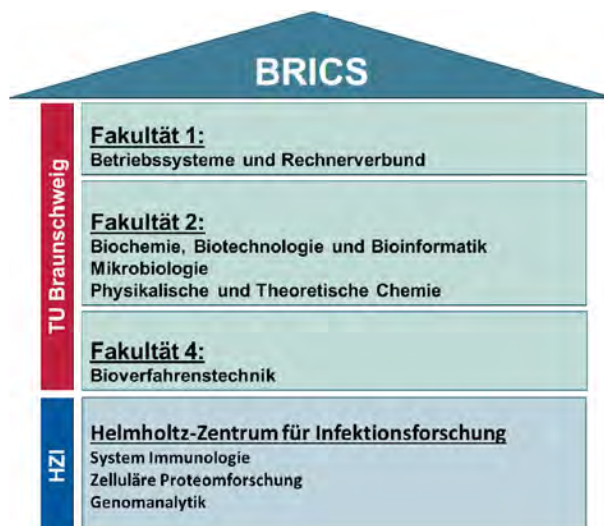 BRICS
TU Braunschweig
Fakultät 1:
Betriebssysteme und Rechnerverbund
Fakultät 2:
Biochemie, Biotechnologie und Bioinformatik
Mikrobiologie
Physikalische und Theoretische Chemie
Fakultät 4:
Bioverfahrenstechnik
HZI
Helmholtz-Zentrum für Infektionsforschung
System Immunologie
Zelluläre Proteomforschung
Genomanalytik